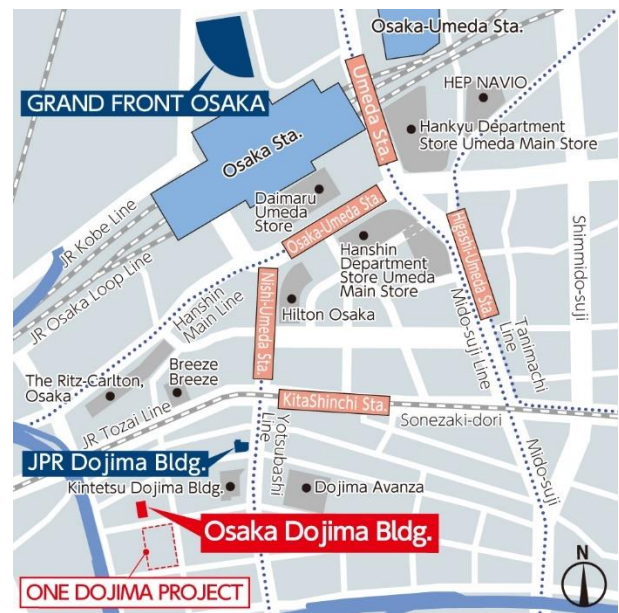 Osaka-Umeda Sta.
GRAND FRONT OSAKA
Umeda Sta.
HEP NAVIO
Hankyu Department
Store Umeda Main Store
Osaka Sta.
Daimaru
Umeda
Store
Osaka-Umeda Sta.
Higashi-Umeda Sta.
Shimmido-suji
JR Kobe Line
JR Osaka Loop Line
Hanshin
Main Line
Nishi-Umeda Sta.
Hanshin
Department
Store Umeda
Main Store
Hilton Osaka
Mido-suji Line
Tanimachi
Line
The Ritz-Carlton,
Osaka
Breeze
Breeze
JR Tozai Line
KitaShinchi Sta.
Sonezaki-dori
Yotsubashi
Line
Mido-suji
JPR Dojima Bldg.
Kintetsu Dojima Bldg.
Dojima Avanza
Osaka Dojima Bldg.
ONE DOJIMA PROJECT
N